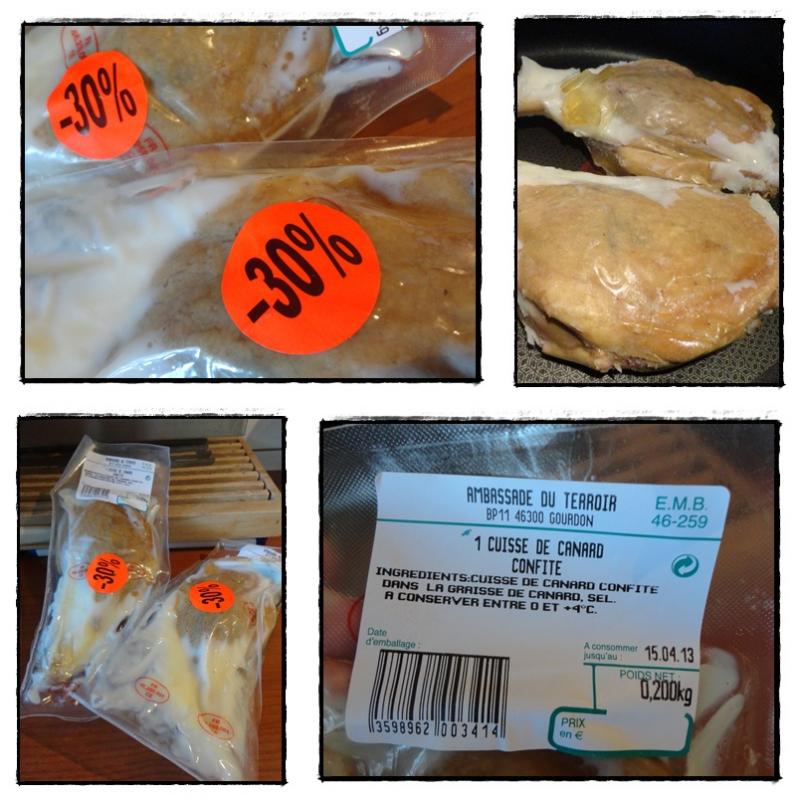 -30%
-30%
-30%
-30%
AMBASSADE DU TERROIR
BP11 46300 GOURDON
E.M.B.
46-259
1 CUISSE DE CANARD
CONFITE
INGREDIENTS:CUISSE DE CANARD CONFITE
DANS LA GRAISSE DE CANARD, SEL.
A CONSERVER ENTRE 0 ET +4°C.
Date
d'emballage :
A consommer
jusqu'au :
15.04.13
POIDS NET :
0,200kg
PRIX
en €
3598962 003414